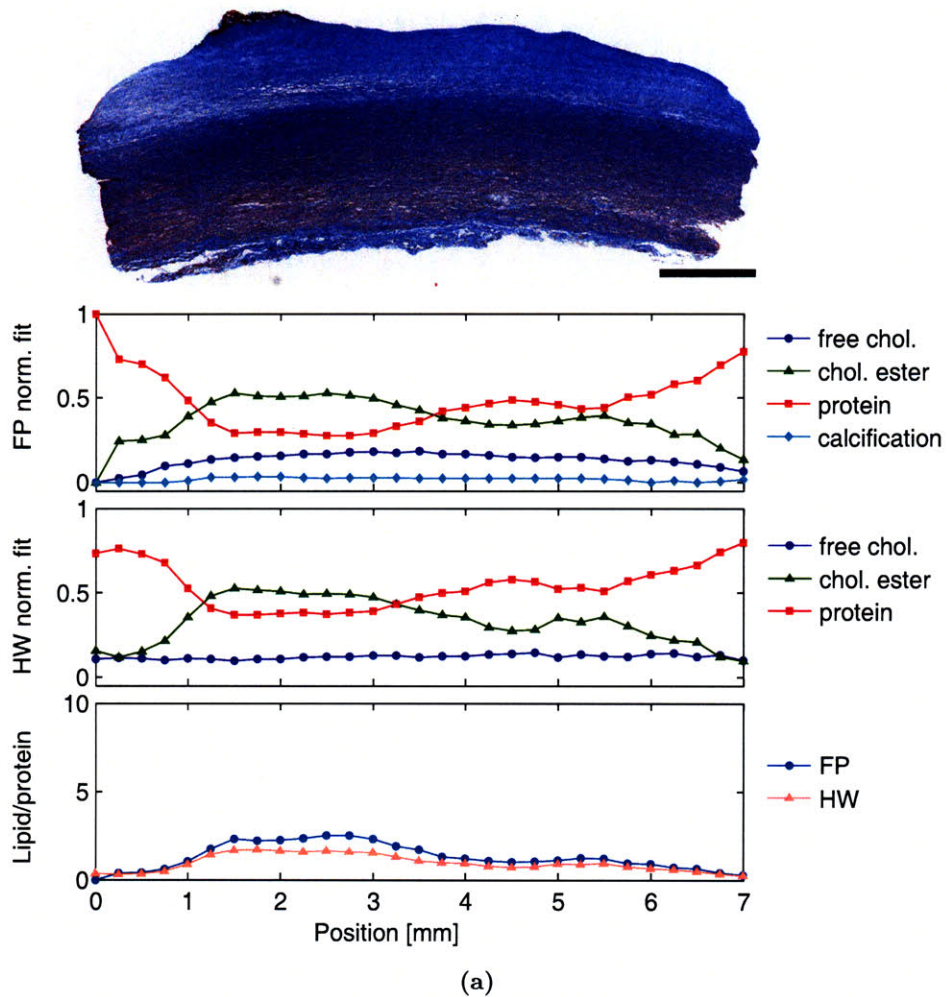 1
0.5
0
FP norm. fit
free chol.
chol. ester
protein
calcification
1
0.5
0
HW norm. fit
free chol.
chol. ester
protein
10
5
0
Lipid/protein
FP
HW
0 1 2 3 4 5 6 7
Position [mm]
(a)